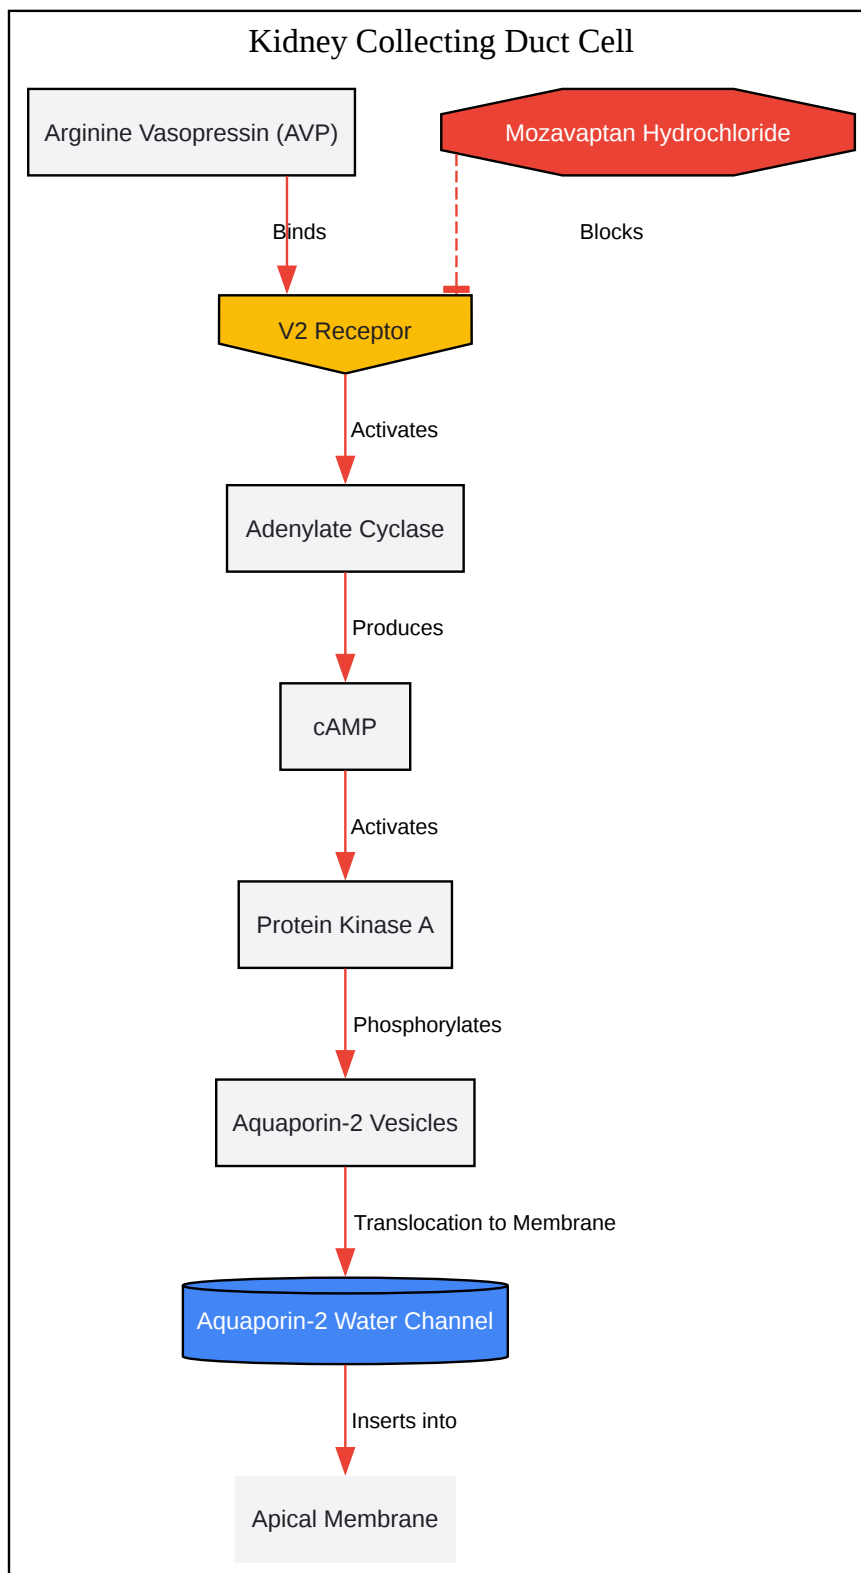 Kidney Collecting Duct Cell
Arginine Vasopressin (AVP)
Mozavaptan Hydrochloride
Binds
Blocks
V2 Receptor
Activates
Adenylate Cyclase
Produces
cAMP
Activates
Protein Kinase A
Phosphorylates
Aquaporin-2 Vesicles
Translocation to Membrane
Aquaporin-2 Water Channel
Inserts into
Apical Membrane